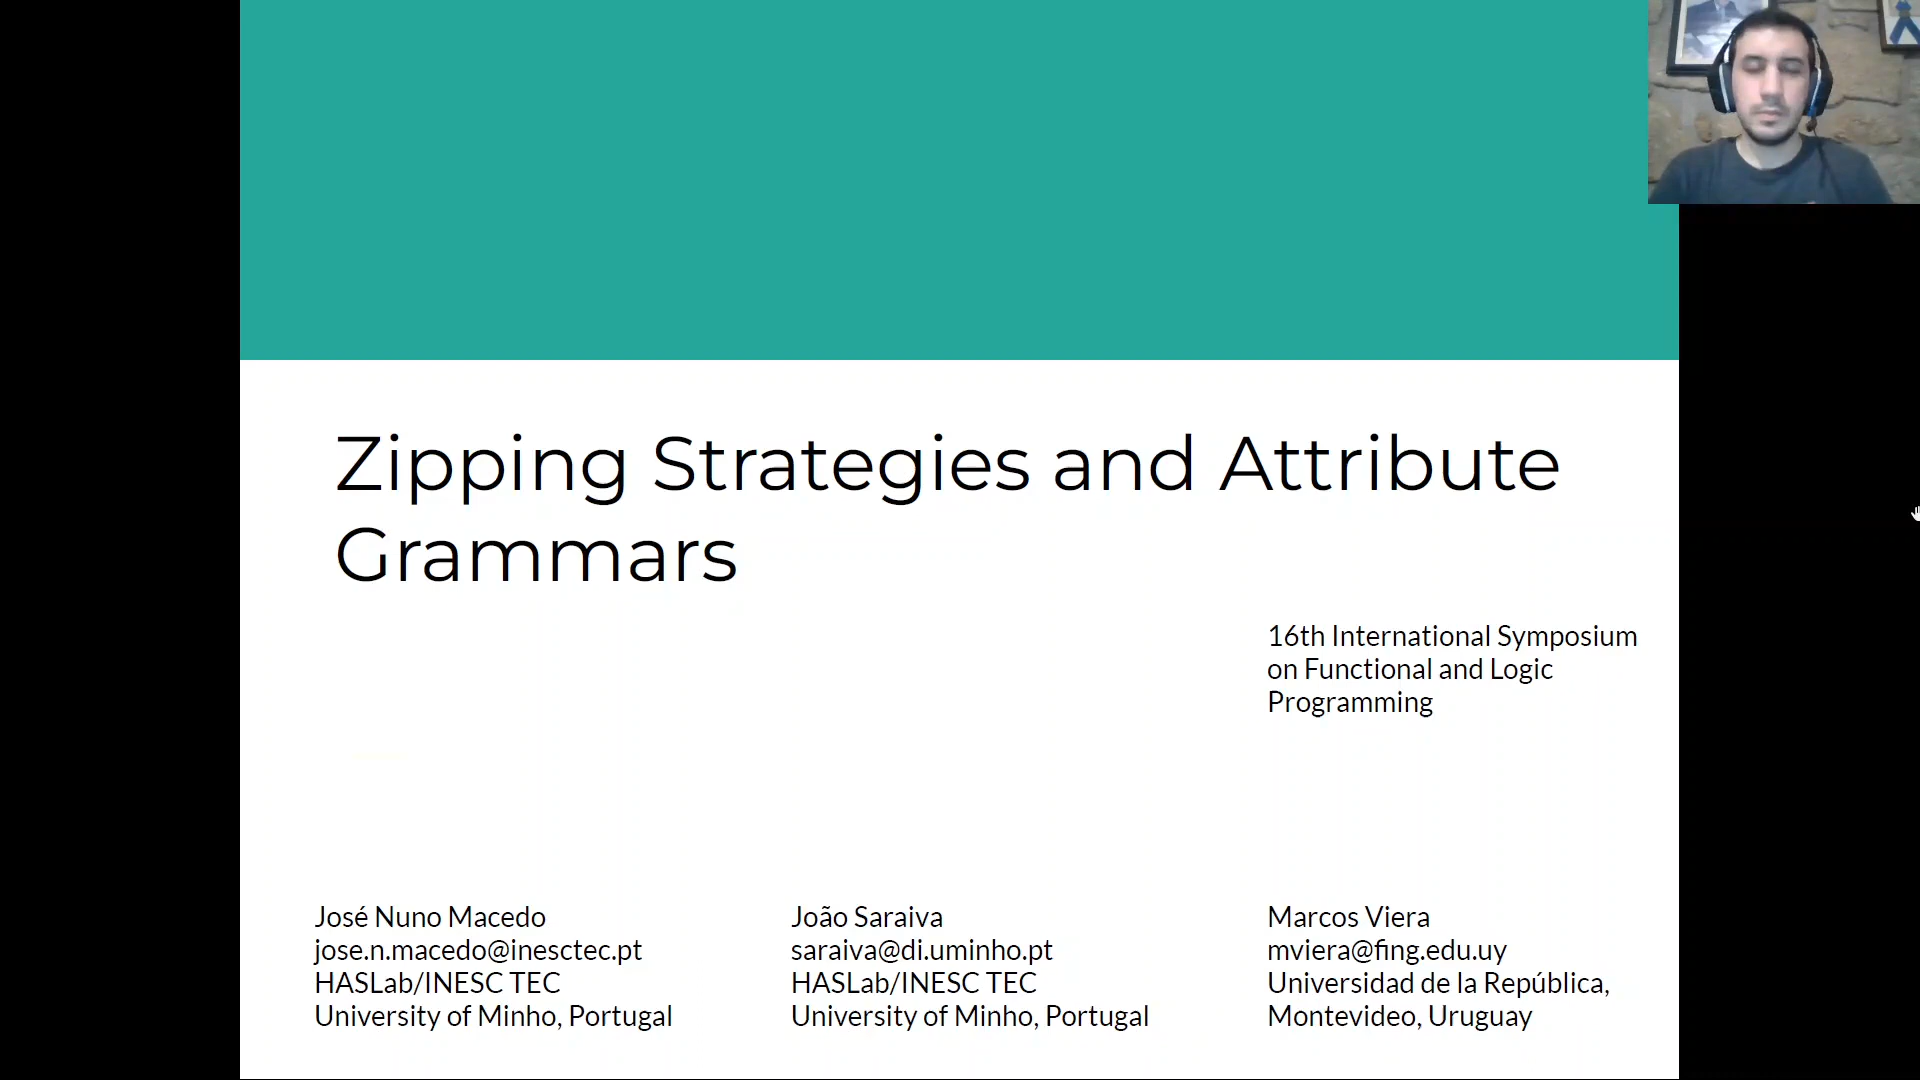 Zipping Strategies and Attribute
Grammars
16th International Symposium
on Functional and Logic
Programming
José Nuno Macedo
jose.n.macedo@inesctec.pt
HASLab/INESC TEC
University of Minho, Portugal
João Saraiva
saraiva@di.uminho.pt
HASLab/INESC TEC
University of Minho, Portugal
Marcos Viera
mviera@fing.edu.uy
Universidad de la República,
Montevideo, Uruguay